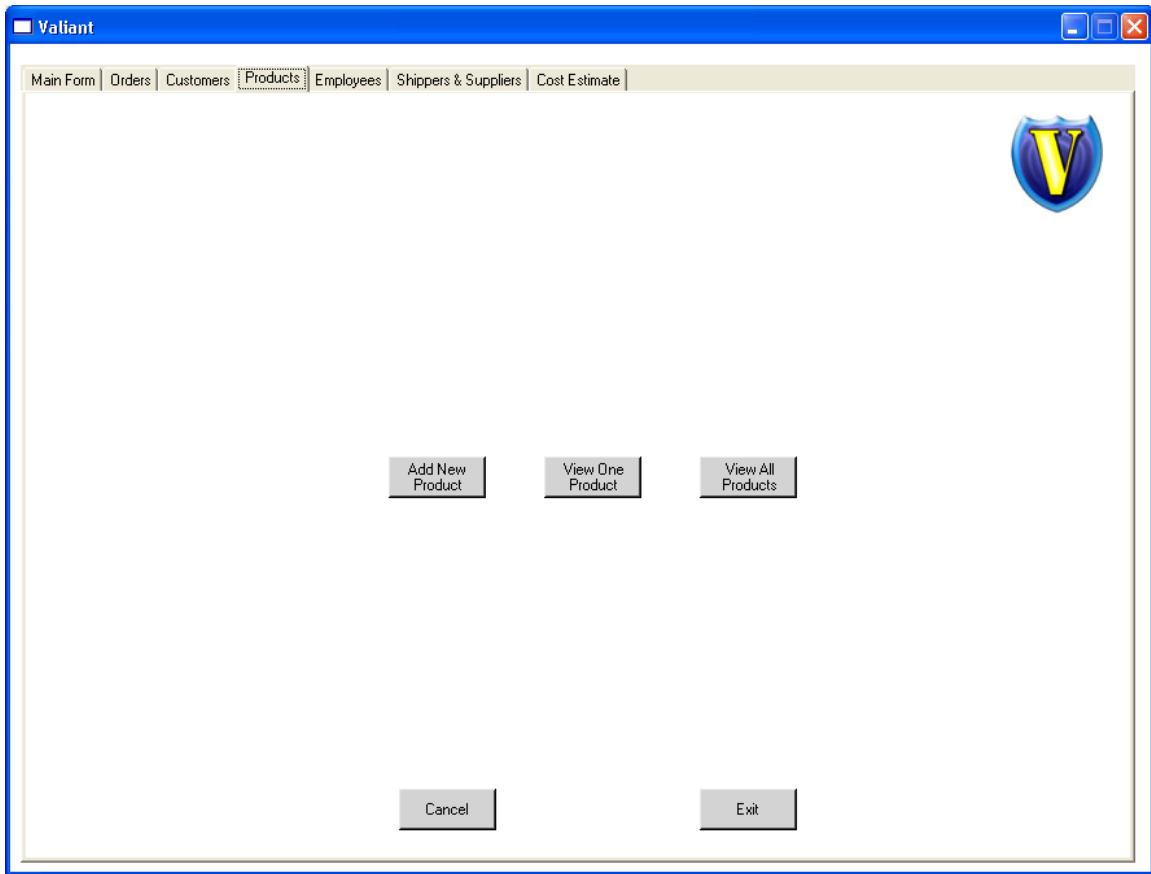 Valiant
Main Form Orders Customers Products Employees Shippers & Suppliers Cost Estimate
V
Add New
Product
View One
Product
View All
Products
Cancel
Exit